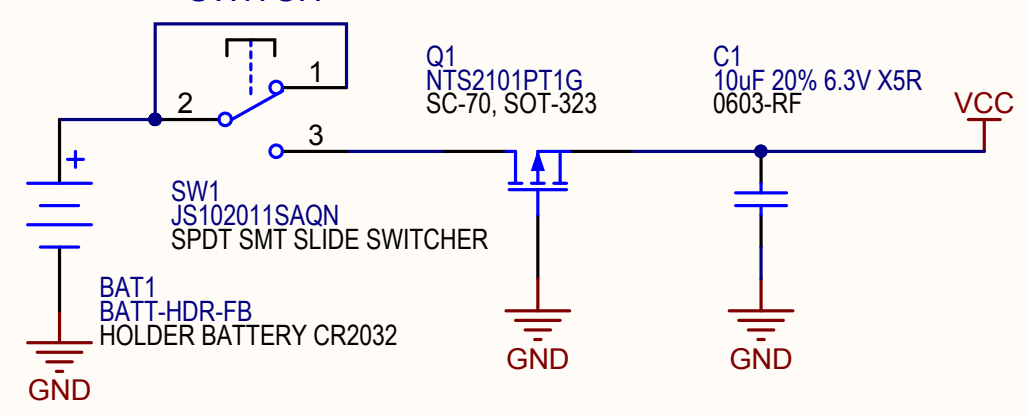 1
2
3
SW1
JS102011SAQN
SPDT SMT SLIDE SWITCHER
+
BAT1
BATT-HDR-FB
HOLDER BATTERY CR2032
GND
Q1
NTS2101PT1G
SC-70, SOT-323
GND
C1
10uF 20% 6.3V X5R
0603-RF
GND
VCC